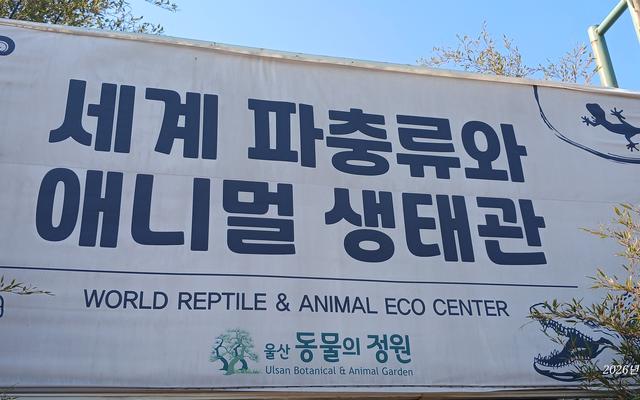 세계 파충류와
애니멀 생태관
WORLD REPTILE & ANIMAL ECO CENTER
울산 동물의 정원
Ulsan Botanical & Animal Garden
2026년